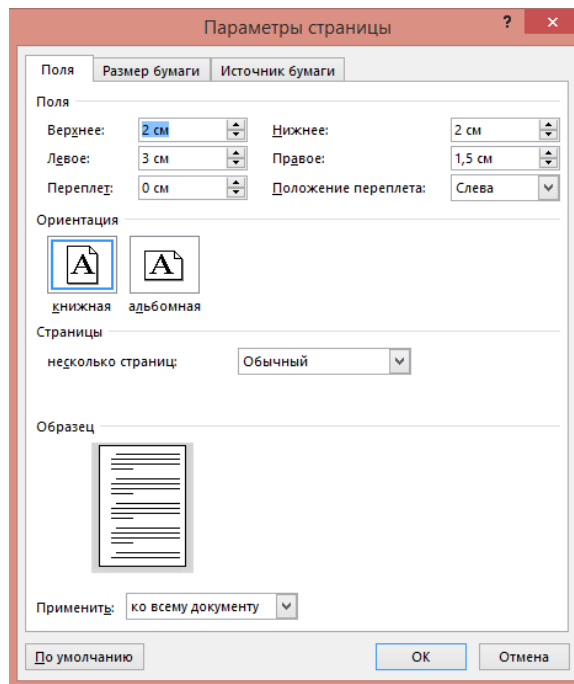 Параметры страницы ?
Поля Размер бумаги Источник бумаги
Поля
Верхнее: 2 см Нижнее: 2 см
Левое: 3 см Правое: 1,5 см
Переплет: 0 см Положение переплета: Слева
Ориентация
A A
книжная альбомная
Страницы
несколько страниц: Обычный
Образец
Применить: ко всему документу
По умолчанию ОК Отмена